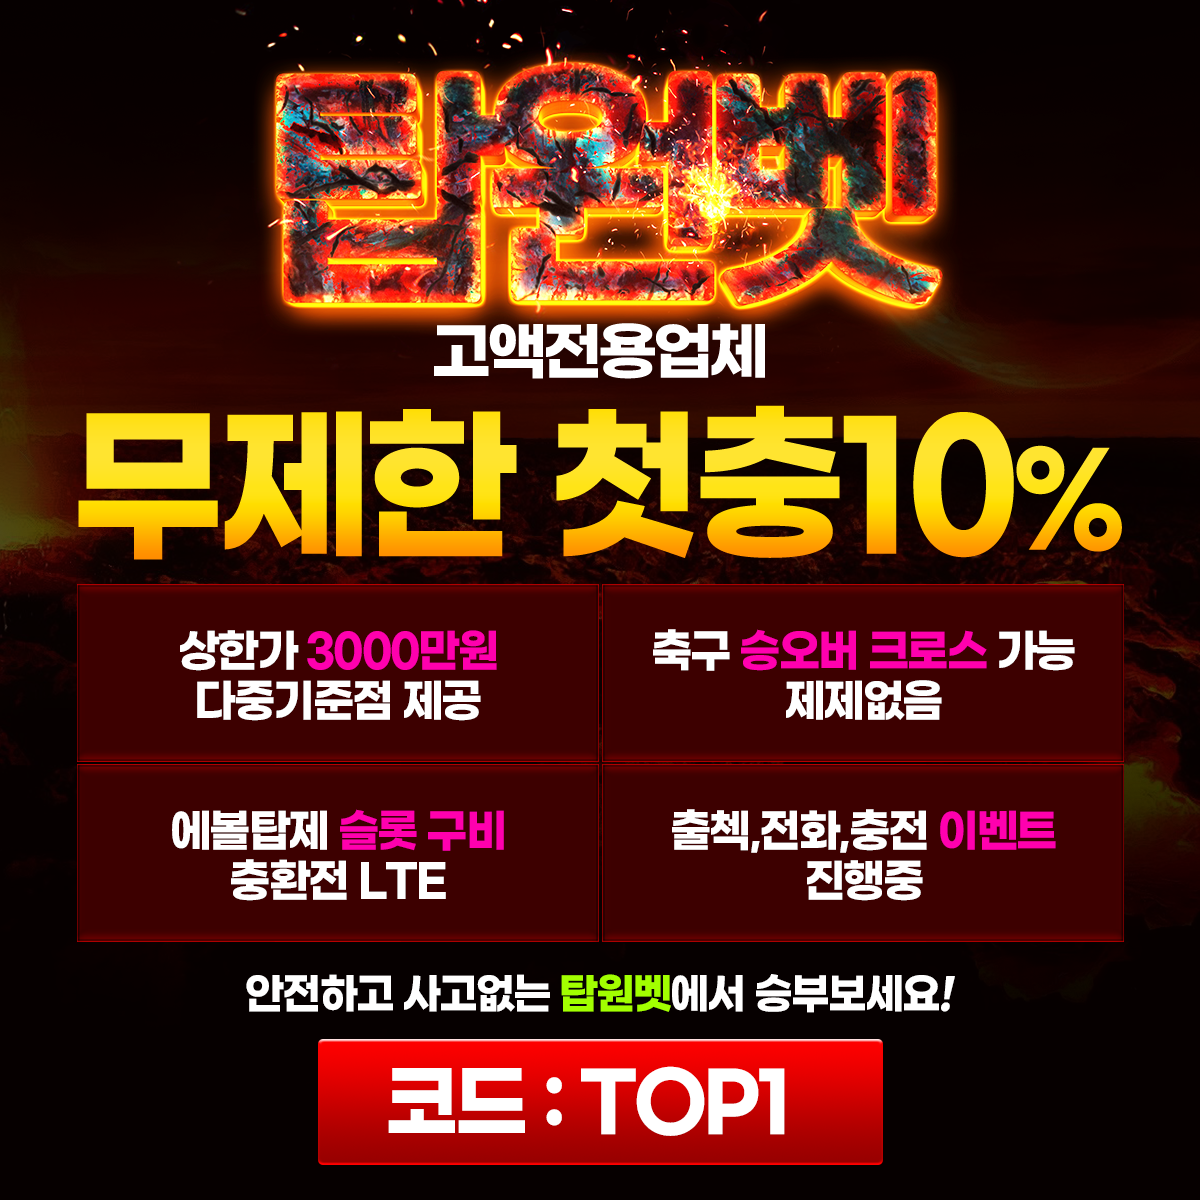 탑원벳
고액전용업체
무제한 첫충10%
상한가 3000만원
다중기준점 제공
축구 승오버 크로스 가능
제제없음
에볼탑제 슬롯 구비
충환전 LTE
출첵,전화,충전 이벤트
진행중
안전하고 사고없는 탑원벳에서 승부보세요!
코드 : TOP1